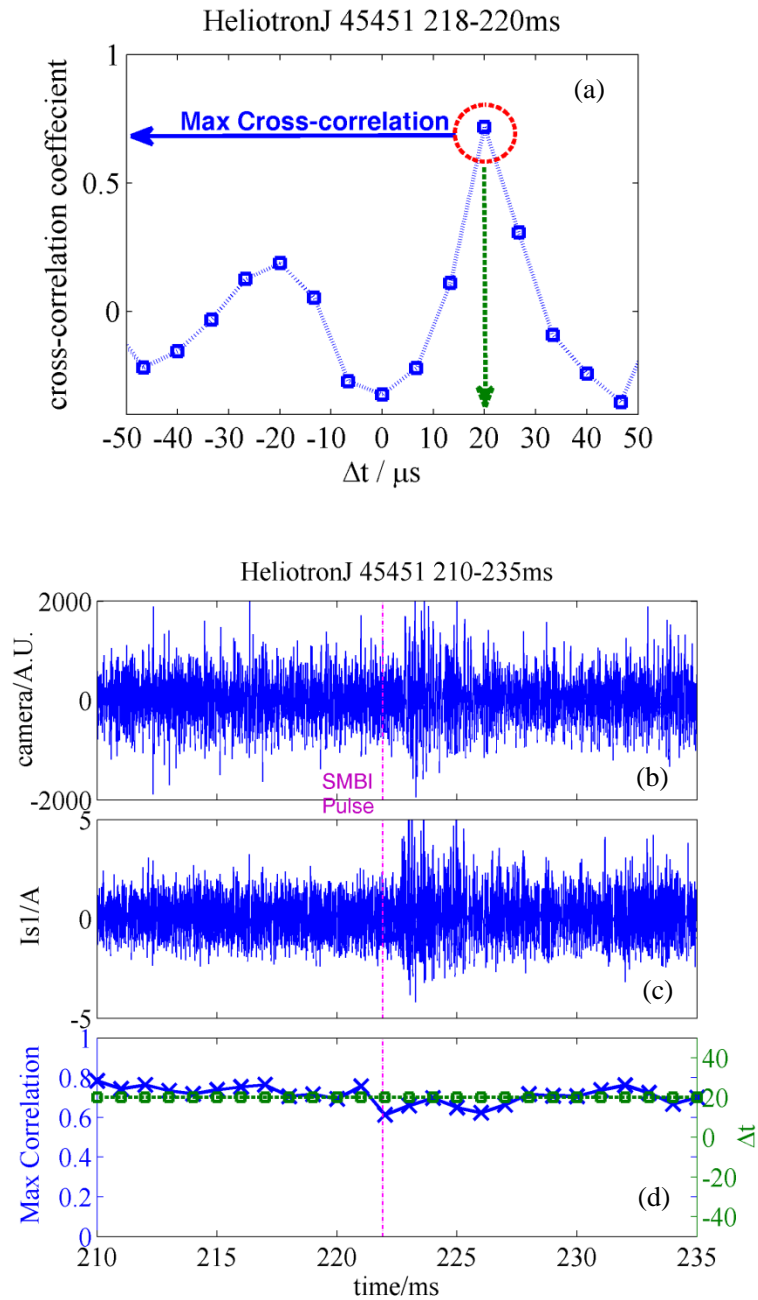 HeliotronJ 45451 218-220ms
(a)
Max Cross-correlation
cross-correlation coeffecient
1
0.5
0
-50 -40 -30 -20 -10 0 10 20 30 40 50
Δt / μs
HeliotronJ 45451 210-235ms
camera/A.U.
2000
0
-2000
SMBI
Pulse
(b)
Is1/A
5
0
-5
(c)
Max Correlation
1
0.8
0.6
0.4
0.2
0
40
20
0
-20
-40
Δt
(d)
210 215 220 225 230 235
time/ms